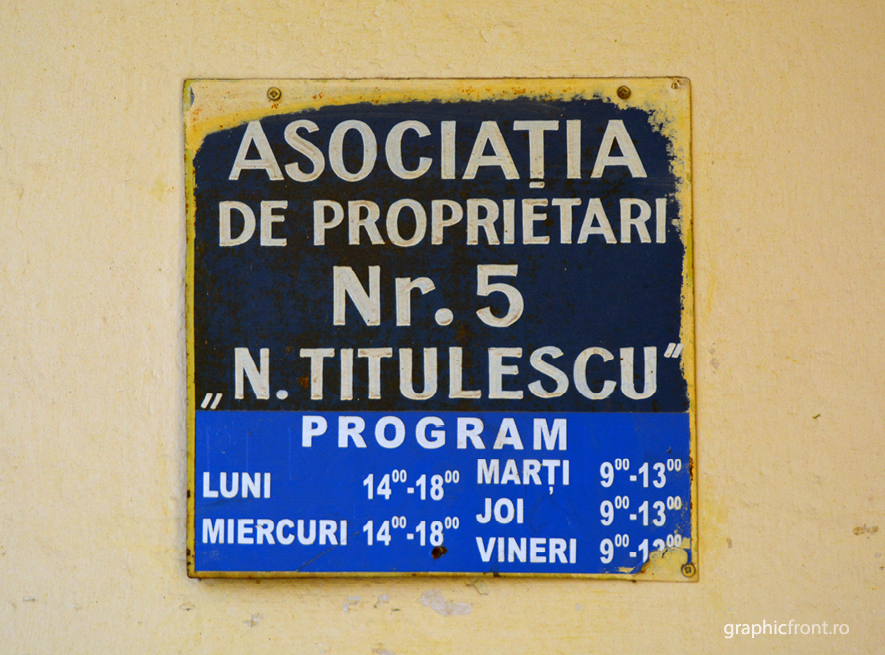 ASOCIAȚIA
DE PROPRIETARI
Nr. 5
„N. TITULESCU”
PROGRAM
LUNI 14⁰⁰-18⁰⁰
MIERCURI 14⁰⁰-18⁰⁰
MARȚI 9⁰⁰-13⁰⁰
JOI 9⁰⁰-13⁰⁰
VINERI 9⁰⁰-13⁰⁰
graphicfront.ro